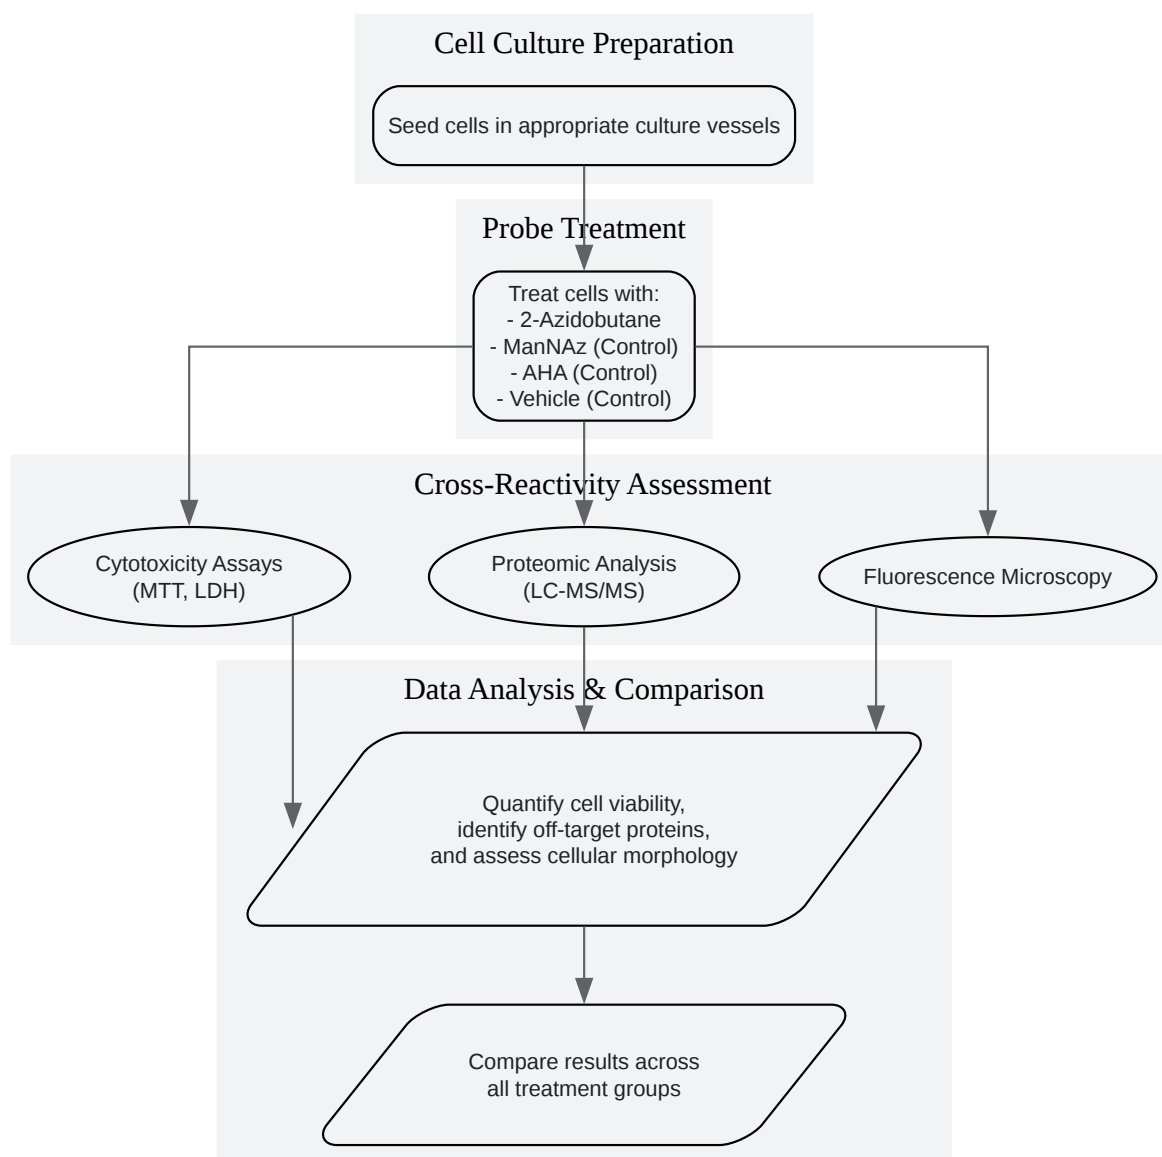 Cell Culture Preparation
Seed cells in appropriate culture vessels
Probe Treatment
Treat cells with:
- 2-Azidobutane
- ManNAz (Control)
- AHA (Control)
- Vehicle (Control)
Cross-Reactivity Assessment
Cytotoxicity Assays
(MTT, LDH)
Proteomic Analysis
(LC-MS/MS)
Fluorescence Microscopy
Data Analysis & Comparison
Quantify cell viability,
identify off-target proteins,
and assess cellular morphology
Compare results across
all treatment groups